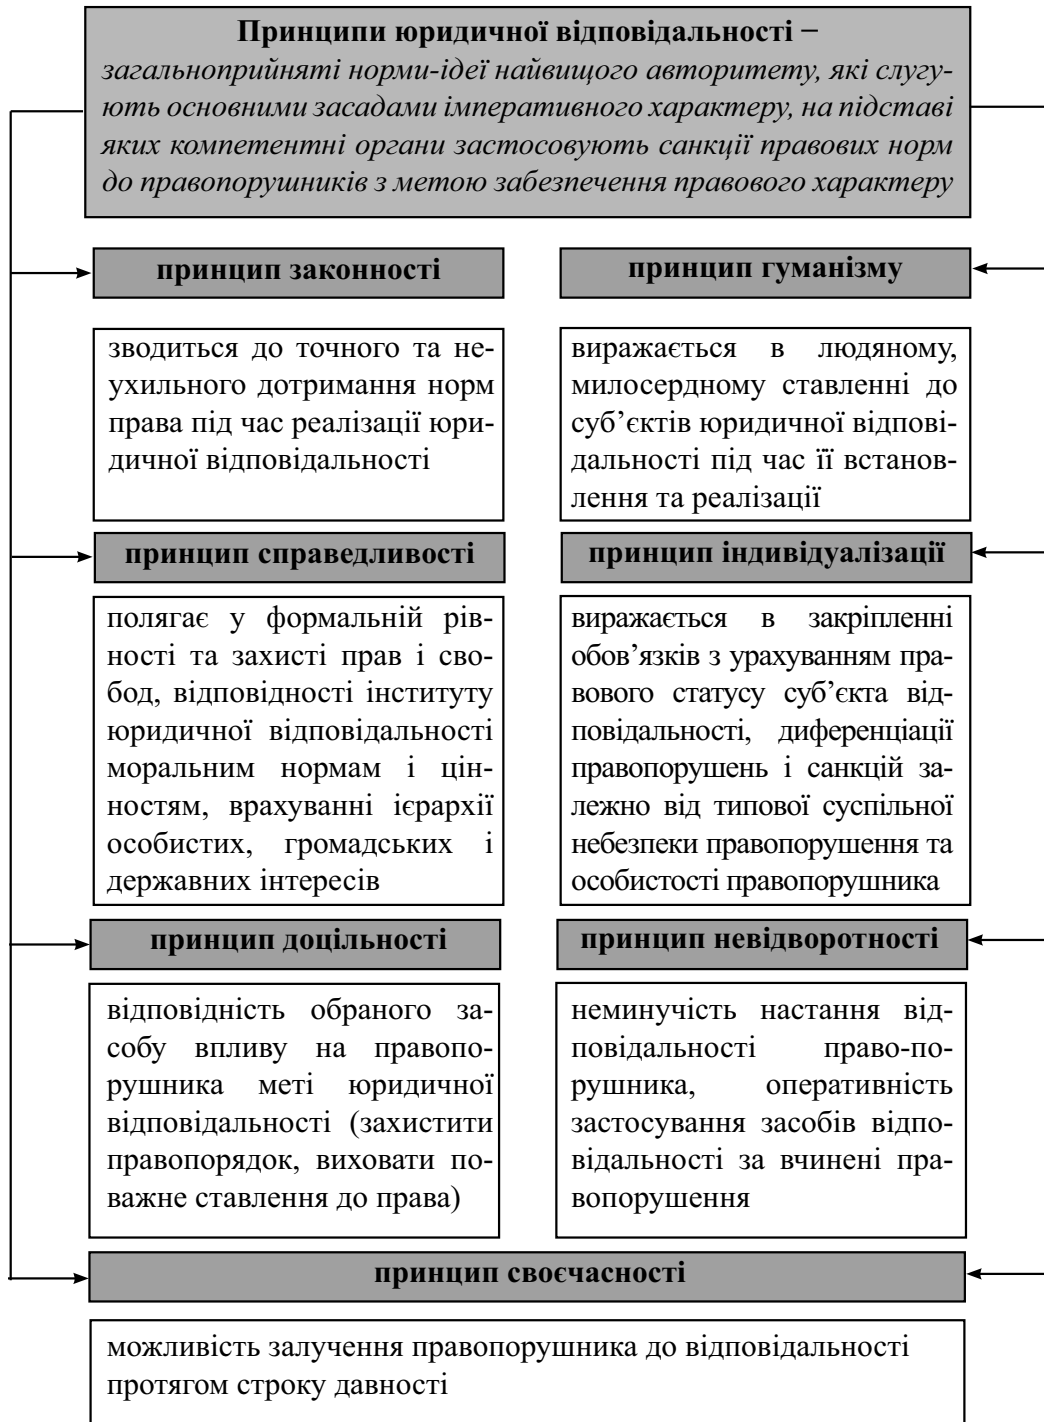 Принципи юридичної відповідальності −
загальноприйняті норми-ідеї найвищого авторитету, які слугу-
ють основними засадами імперативного характеру, на підставі
яких компетентні органи застосовують санкції правових норм
до правопорушників з метою забезпечення правового характеру
принцип законності
зводиться до точного та не-
ухильного дотримання норм
права під час реалізації юри-
дичної відповідальності
принцип гуманізму
виражається в людяному,
милосердному ставленні до
суб’єктів юридичної відпові-
дальності під час її встанов-
лення та реалізації
принцип справедливості
полягає у формальній рів-
ності та захисті прав і сво-
бод, відповідності інституту
юридичної відповідальності
моральним нормам і цін-
ностям, врахуванні ієрархії
особистих, громадських і
державних інтересів
принцип індивідуалізації
виражається в закріпленні
обов’язків з урахуванням пра-
вового статусу суб’єкта від-
повідальності, диференціації
правопорушень і санкцій за-
лежно від типової суспільної
небезпеки правопорушення та
особистості правопорушника
принцип доцільності
відповідність обраного за-
собу впливу на правопо-
рушника меті юридичної
відповідальності (захистити
правопорядок, виховати по-
важне ставлення до права)
принцип невідворотності
неминучість настання від-
повідальності право-по-
рушника, оперативність
застосування засобів відпо-
відальності за вчинені пра-
вопорушення
принцип своєчасності
можливість залучення правопорушника до відповідальності
протягом строку давності